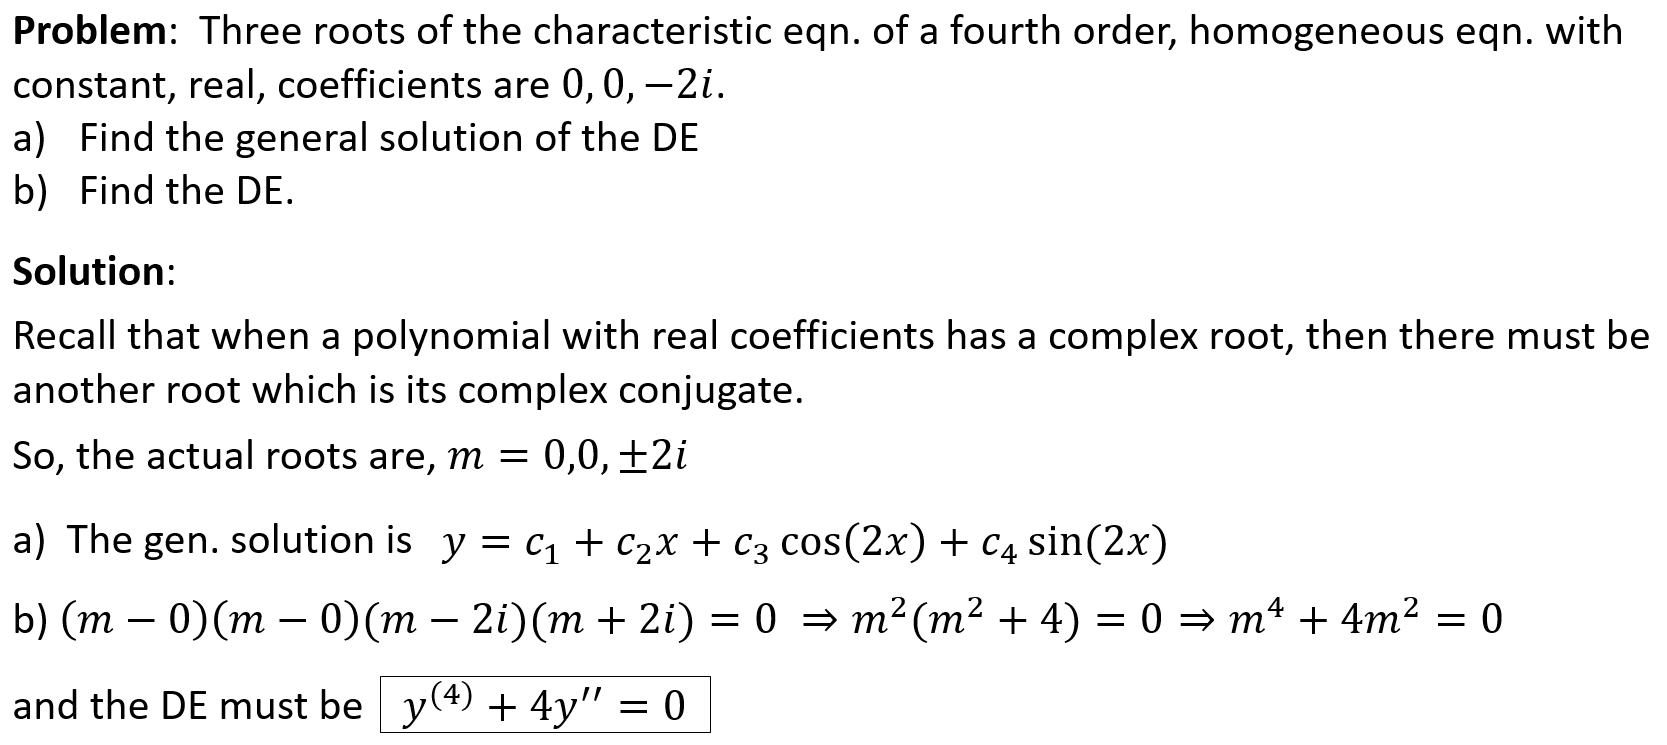 Problem: Three roots of the characteristic eqn. of a fourth order, homogeneous eqn. with
constant, real, coefficients are 0, 0, −2i.
a) Find the general solution of the DE
b) Find the DE.
Solution:
Recall that when a polynomial with real coefficients has a complex root, then there must be
another root which is its complex conjugate.
So, the actual roots are, m = 0,0, ±2i
a) The gen. solution is y = c₁ + c₂x + c₃ cos(2x) + c₄ sin(2x)
b) (m − 0)(m − 0)(m − 2i)(m + 2i) = 0 ⇒ m²(m² + 4) = 0 ⇒ m⁴ + 4m² = 0
and the DE must be y⁽⁴⁾ + 4y′′ = 0